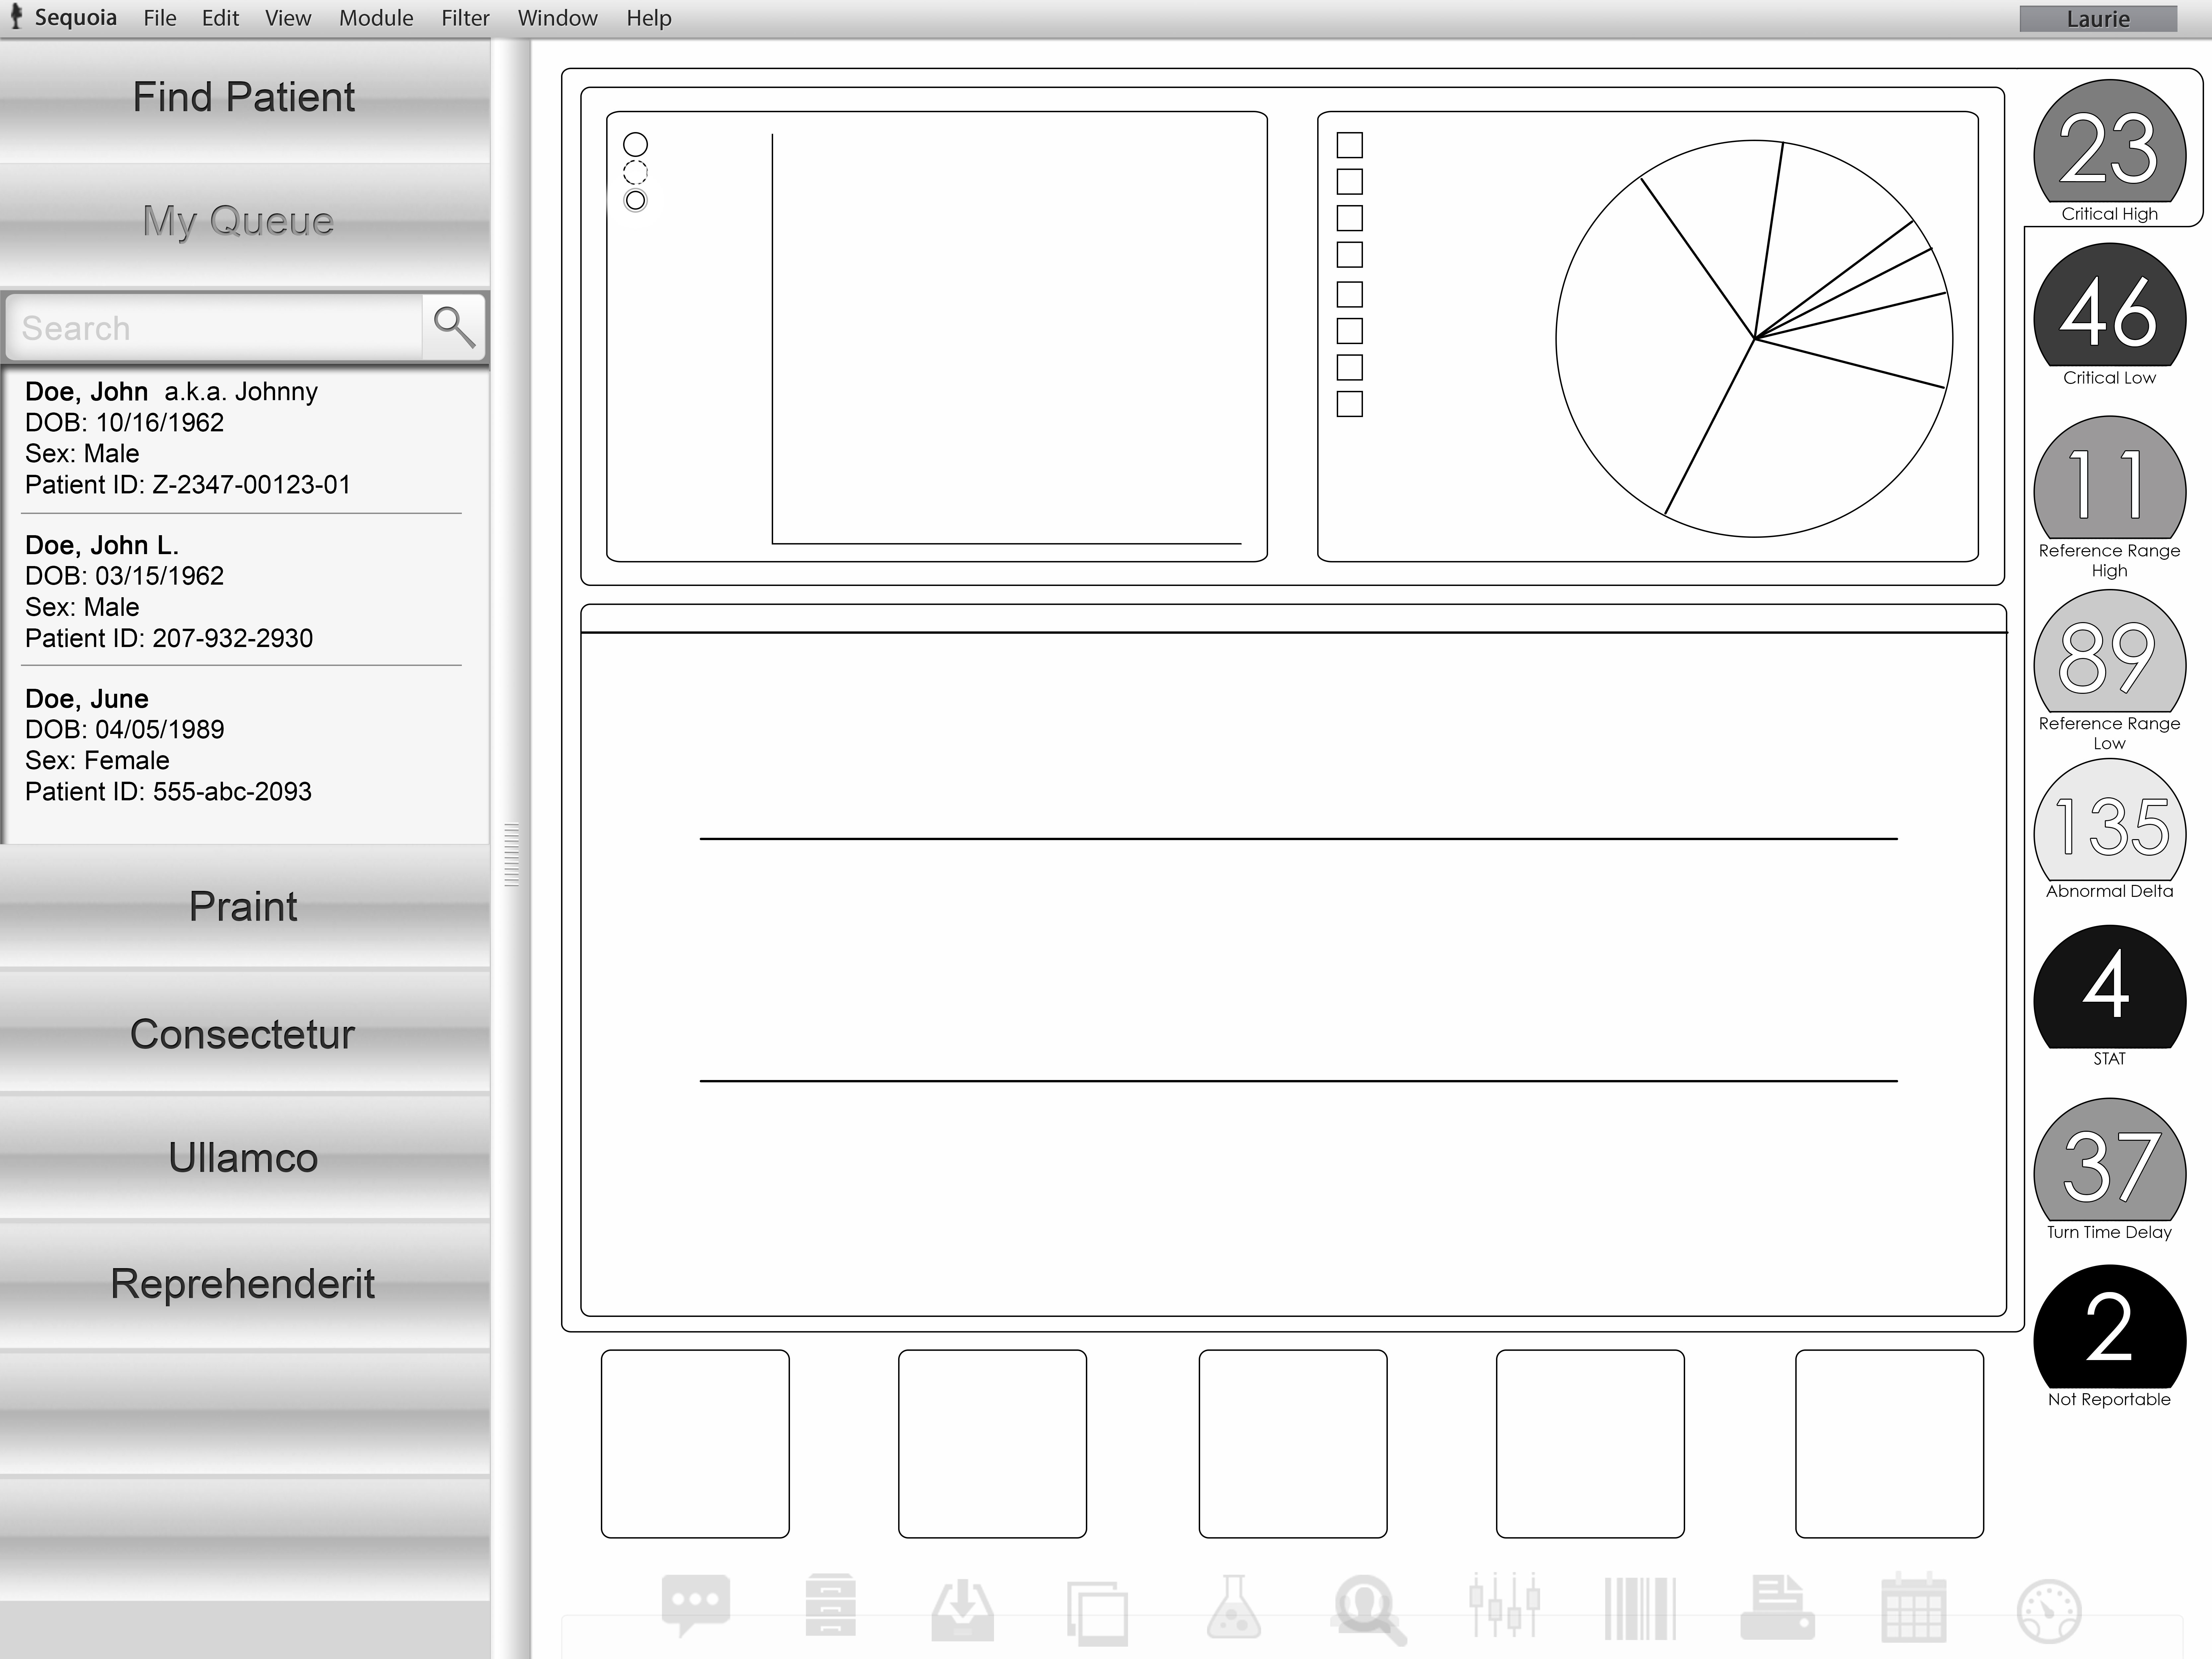 Sequoia File Edit View Module Filter Window Help Laurie
Find Patient
My Queue
Search
Doe, John a.k.a. Johnny
DOB: 10/16/1962
Sex: Male
Patient ID: Z-2347-00123-01
Doe, John L.
DOB: 03/15/1962
Sex: Male
Patient ID: 207-932-2930
Doe, June
DOB: 04/05/1989
Sex: Female
Patient ID: 555-abc-2093
Praint
Consectetur
Ullamco
Reprehenderit
23
Critical High
46
Critical Low
11
Reference Range
High
89
Reference Range
Low
135
Abnormal Delta
4
STAT
37
Turn Time Delay
2
Not Reportable